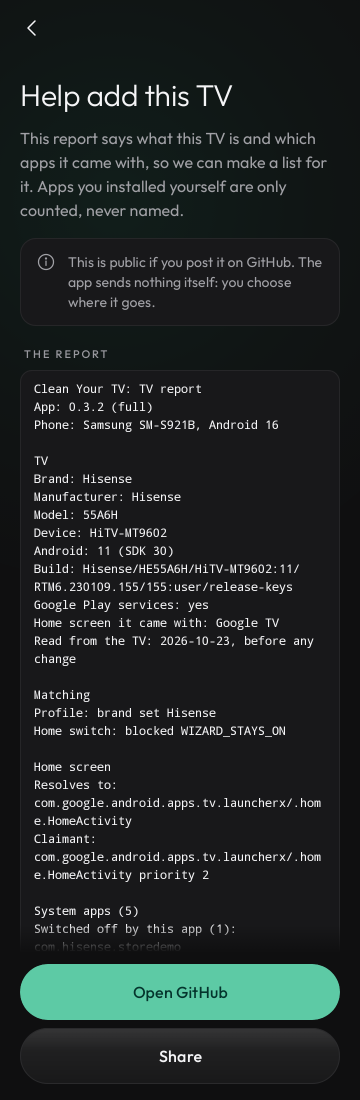 Help add this TV
This report says what this TV is and which
apps it came with, so we can make a list for
it. Apps you installed yourself are only
counted, never named.
This is public if you post it on GitHub. The
app sends nothing itself: you choose
where it goes.
THE REPORT
Clean Your TV: TV report
App: 0.3.2 (full)
Phone: Samsung SM-S921B, Android 16
TV
Brand: Hisense
Manufacturer: Hisense
Model: 55A6H
Device: HiTV-MT9602
Android: 11 (SDK 30)
Build: Hisense/HE55A6H/HiTV-MT9602:11/
RTM6.230109.155/155:user/release-keys
Google Play services: yes
Home screen it came with: Google TV
Read from the TV: 2026-10-23, before any
change
Matching
Profile: brand set Hisense
Home switch: blocked WIZARD_STAYS_ON
Home screen
Resolves to:
com.google.android.apps.tv.launcherx/.hom
e.HomeActivity
Claimant:
com.google.android.apps.tv.launcherx/.hom
e.HomeActivity priority 2
System apps (5)
Switched off by this app (1):
com.hisense.storedemo
Open GitHub
Share